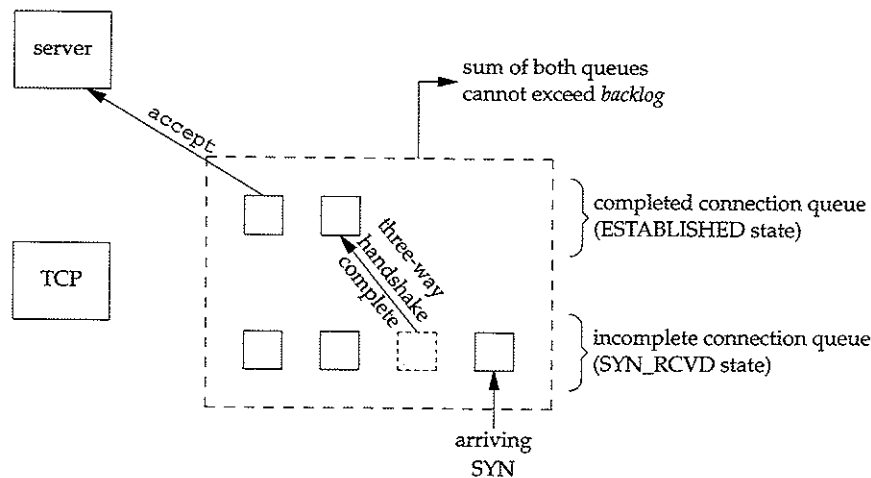 server
sum of both queues
cannot exceed backlog
accept
completed connection queue
(ESTABLISHED state)
three-way
handshake
complete
TCP
incomplete connection queue
(SYN_RCVD state)
arriving
SYN